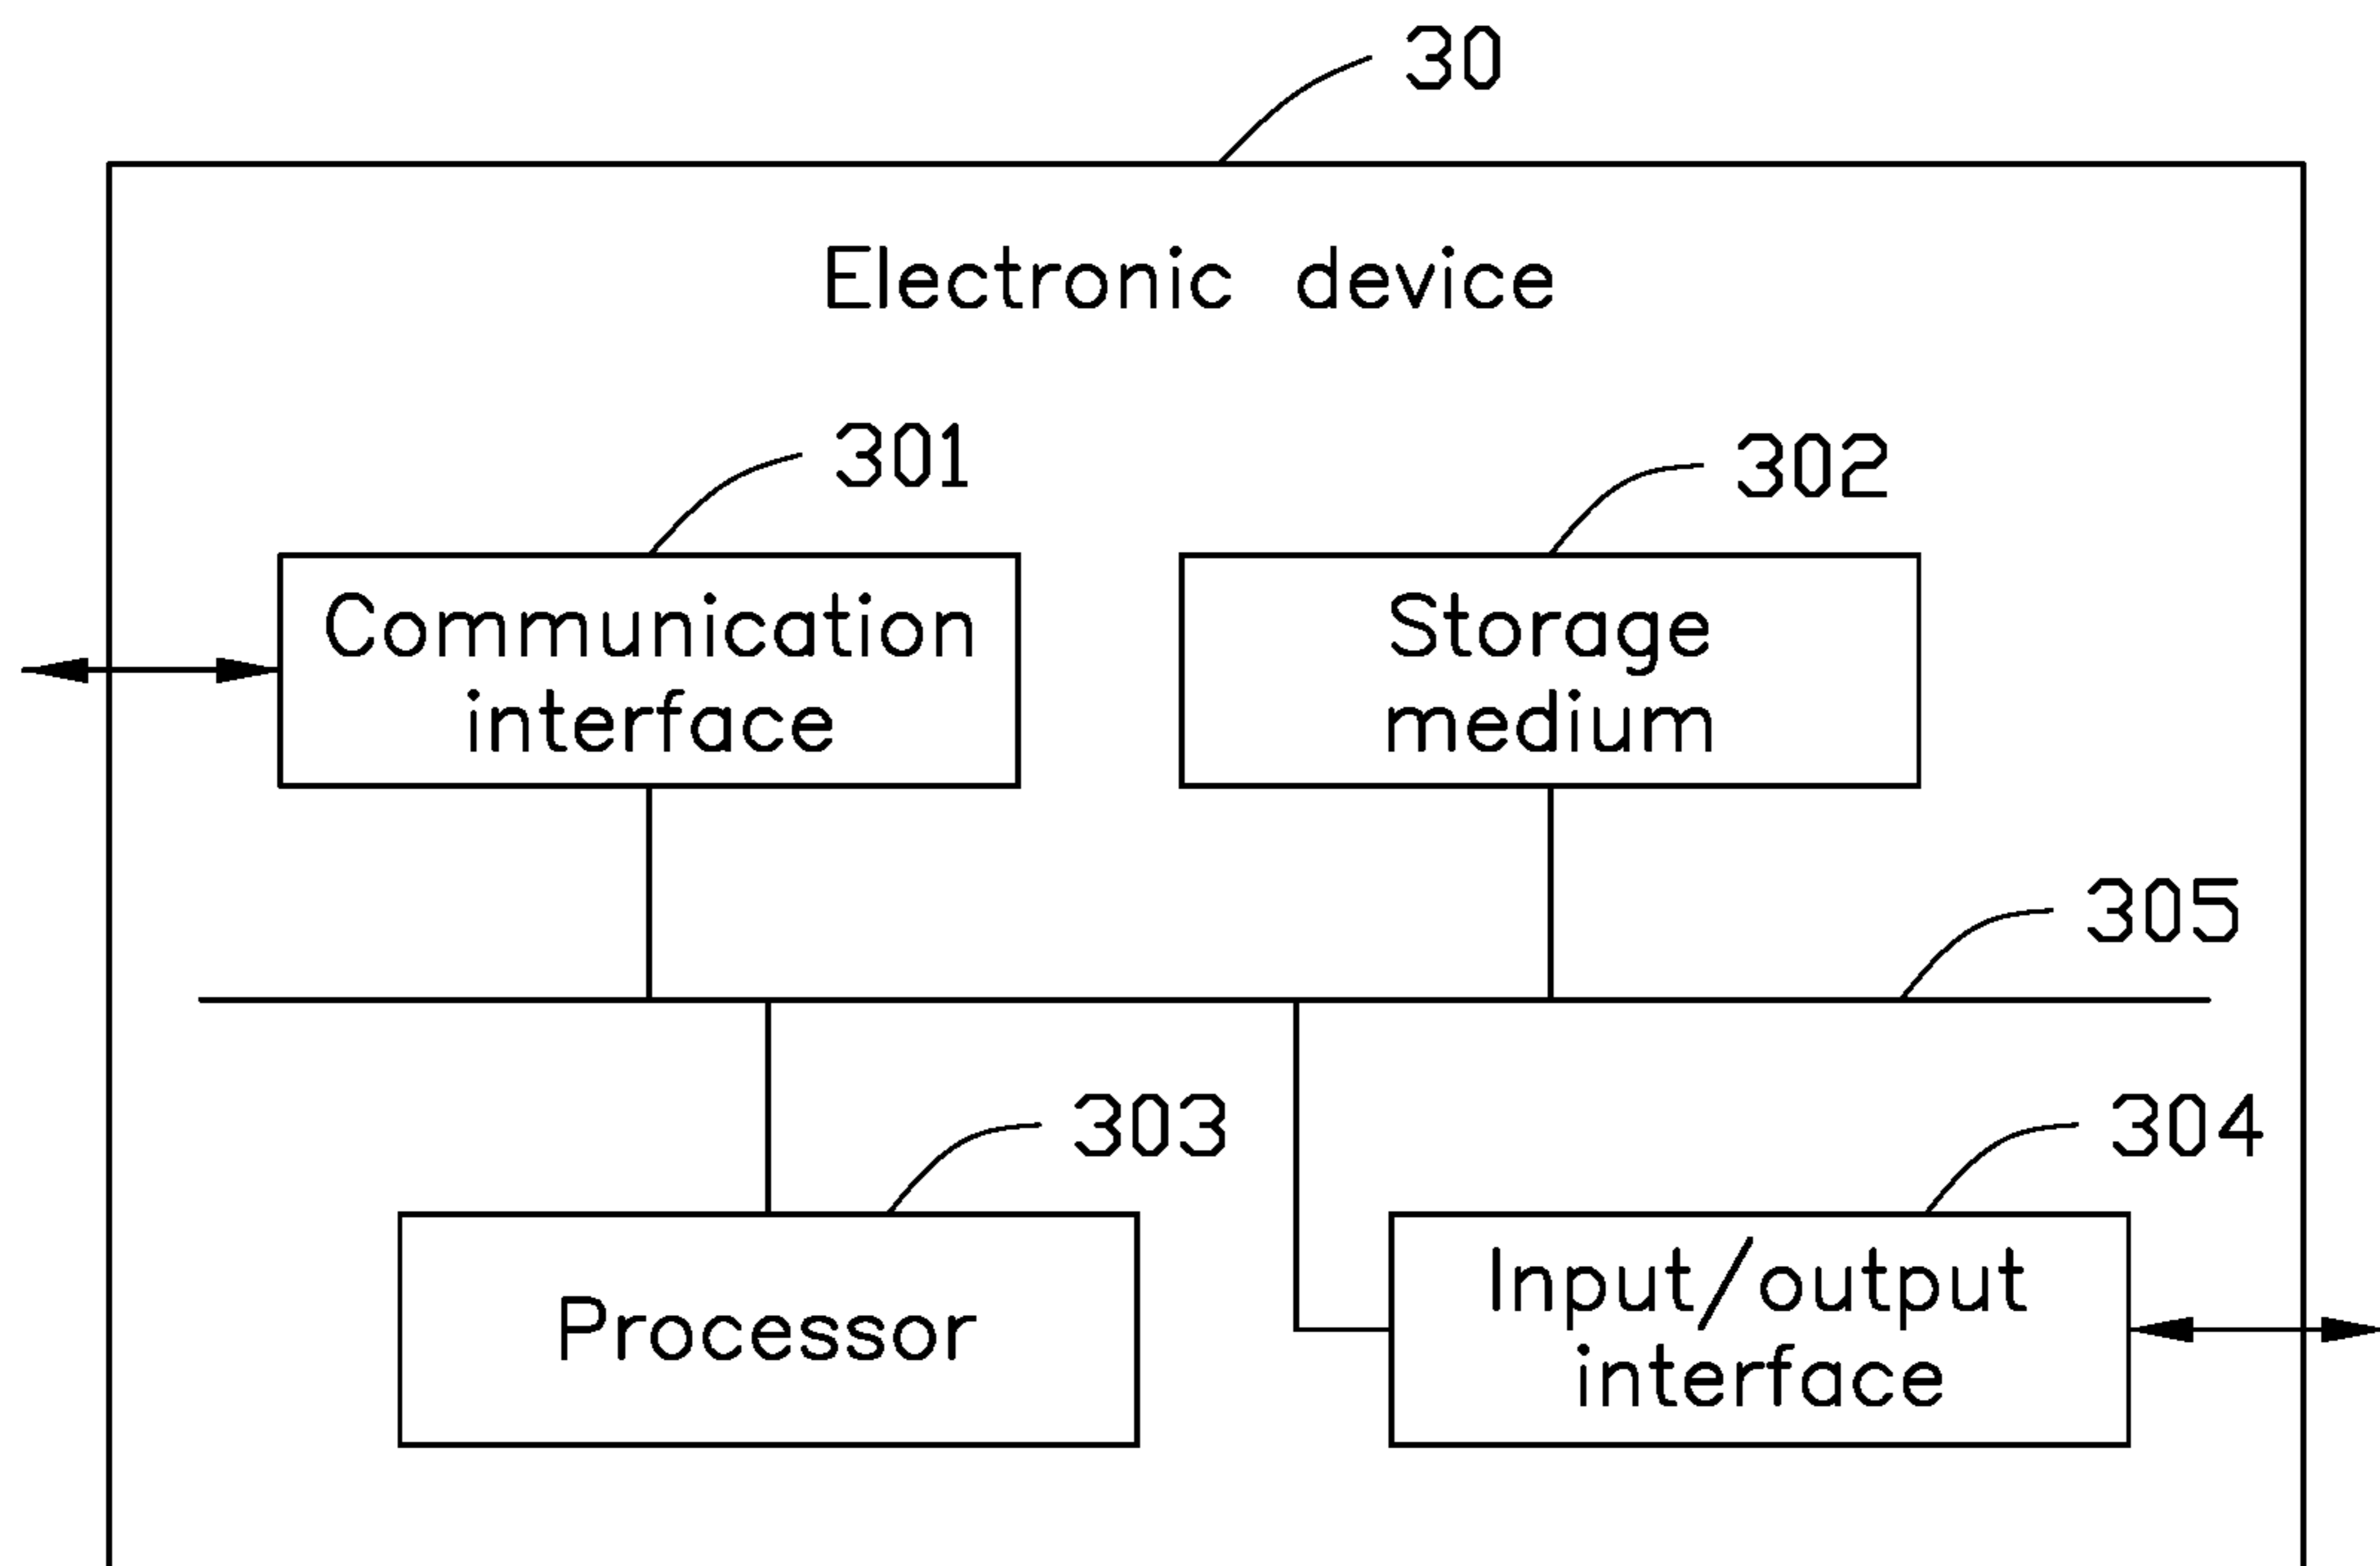 30
Electronic device
301
302
Communication
interface
Storage
medium
305
303
304
Processor
Input/output
interface